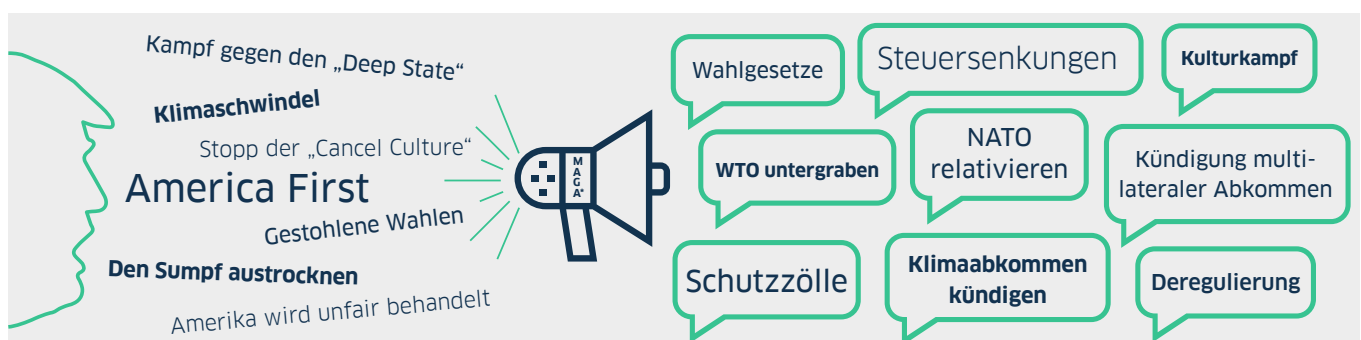 Kampf gegen den „Deep State“
Klimaschwindel
Stopp der „Cancel Culture“
America First
Gestohlene Wahlen
Den Sumpf austrocknen
Amerika wird unfair behandelt
MAGA*
Wahlgesetze
Steuersenkungen
Kulturkampf
WTO untergraben
NATO
relativieren
Kündigung multi-
lateraler Abkommen
Schutzzölle
Klimaabkommen
kündigen
Deregulierung